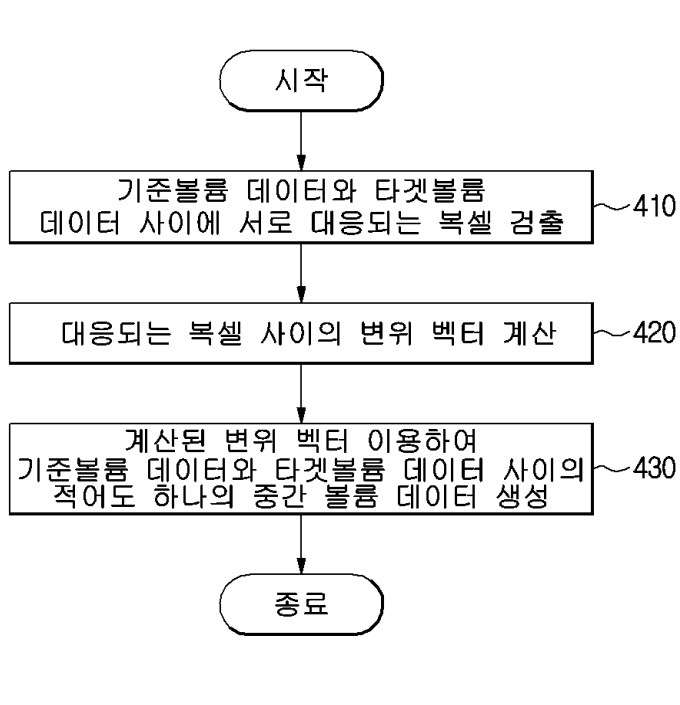 시작
기준볼륨 데이터와 타겟볼륨
데이터 사이에 서로 대응되는 복셀 검출
410
대응되는 복셀 사이의 변위 벡터 계산
420
계산된 변위 벡터 이용하여
기준볼륨 데이터와 타겟볼륨 데이터 사이의
적어도 하나의 중간 볼륨 데이터 생성
430
종료